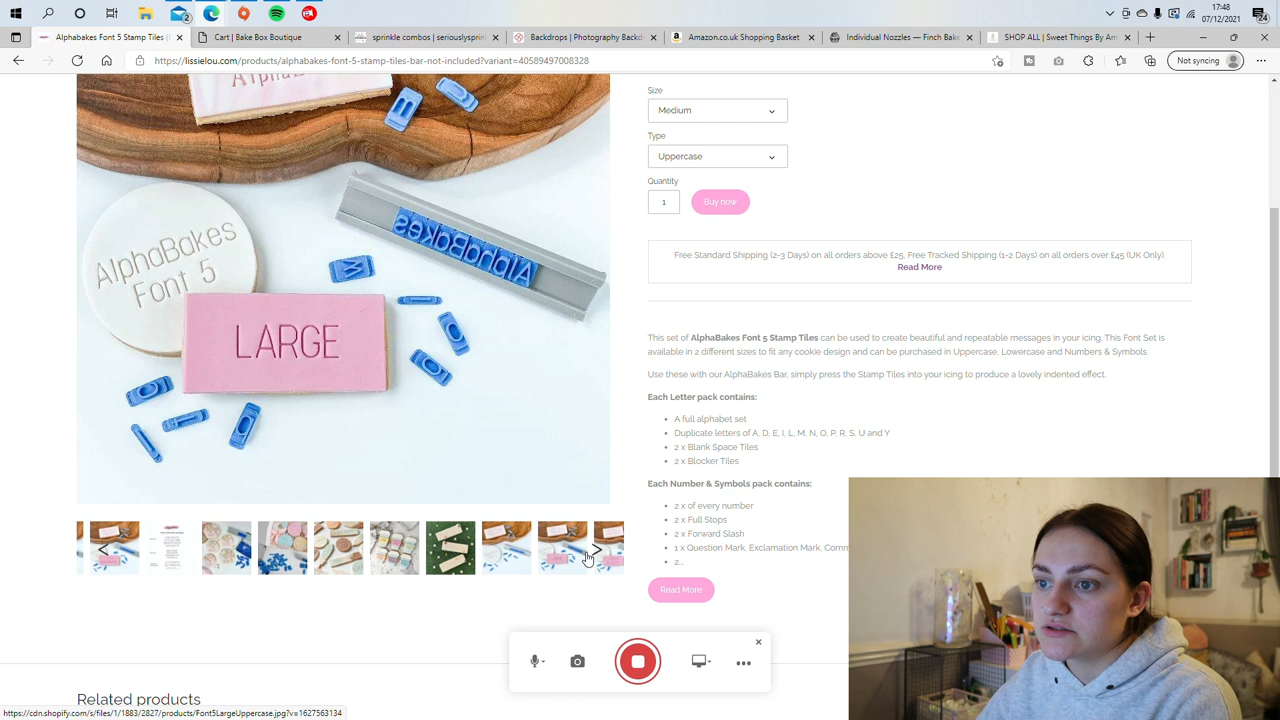 17:48
07/12/2021
2
24
Alphabakes Font 5 Stamp Tiles (
Cart | Bake Box Boutique
sprinkle combos | seriouslysprin
Backdrops | Photography Backd
Amazon.co.uk Shopping Basket
Individual Nozzles — Finch Bake
SHOP ALL | Sweet Things By Am
https://lissielou.com/products/alphabakes-font-5-stamp-tiles-bar-not-included?variant=40589497008328
Not syncing
Size
Medium
Type
Uppercase
Quantity
1
Buy now
Free Standard Shipping (2-3 Days) on all orders above £25, Free Tracked Shipping (1-2 Days) on all orders over £45 (UK Only).
Read More
AlphaBakes
AlphaBakes
Font 5
AlphaBakes
LARGE
This set of AlphaBakes Font 5 Stamp Tiles can be used to create beautiful and repeatable messages in your icing. This Font Set is
available in 2 different sizes to fit any cookie design and can be purchased in Uppercase, Lowercase and Numbers & Symbols.
Use these with our AlphaBakes Bar, simply press the Stamp Tiles into your icing to produce a lovely indented effect.
Each Letter pack contains:
A full alphabet set
Duplicate letters of A, D, E, I, L, M, N, O, P, R, S, U and Y
2 x Blank Space Tiles
2 x Blocker Tiles
Each Number & Symbols pack contains:
2 x of every number
2 x Full Stops
2 x Forward Slash
1 x Question Mark, Exclamation Mark, Comm
2...
Read More
Related products
https://cdn.shopify.com/s/files/1/1883/2827/products/Font5LargeUppercase.jpg?v=1627563134